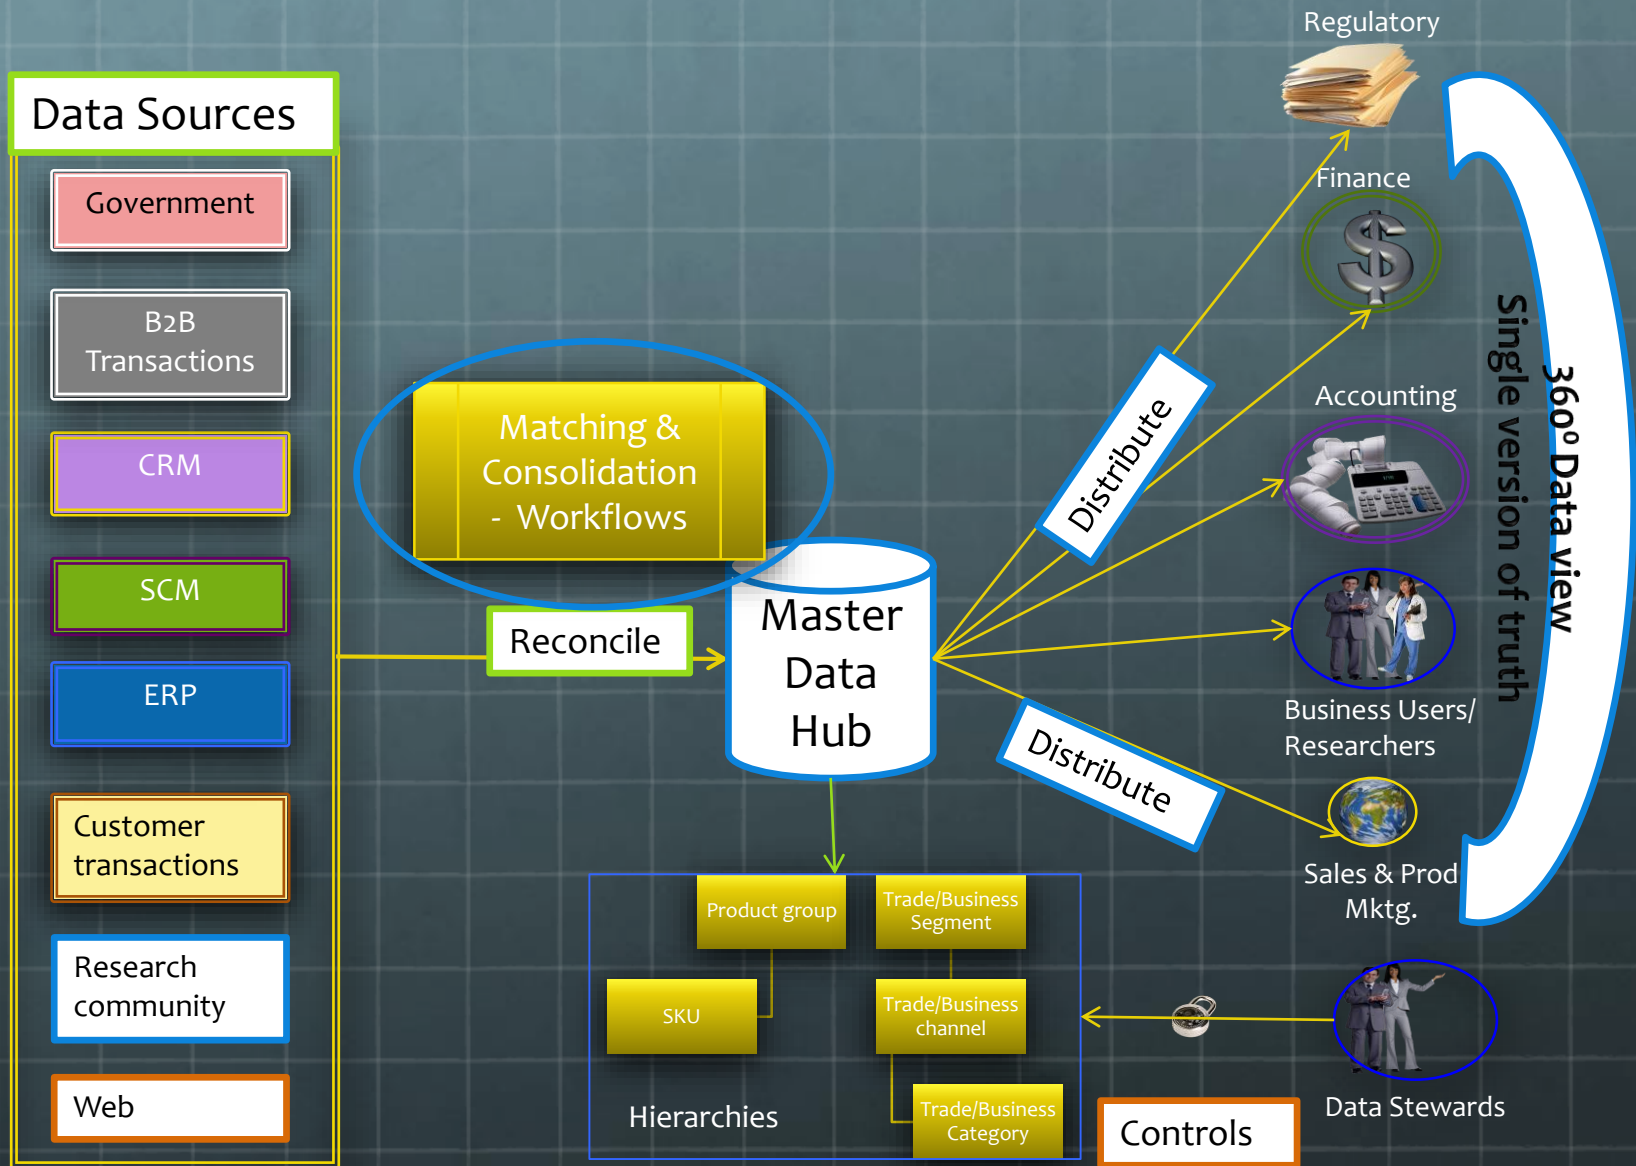 Data Sources
Government
B2B
Transactions
CRM
SCM
ERP
Customer
transactions
Research
community
Web
Matching &
Consolidation
- Workflows
Reconcile
Master
Data
Hub
Distribute
Distribute
Regulatory
Finance
Accounting
Business Users/
Researchers
Sales & Prod
Mktg.
360⁰ Data view
Single version of truth
Product group
SKU
Trade/Business
Segment
Trade/Business
channel
Trade/Business
Category
Hierarchies
Controls
Data Stewards